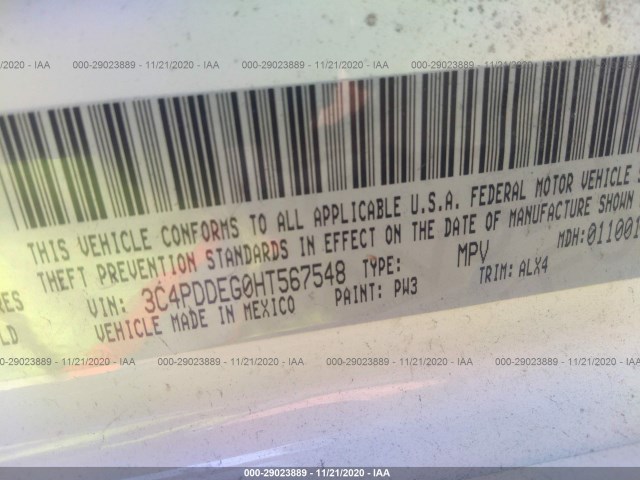 /2020 - IAA 000-29023889 - 11/21/2020 - IAA 000-29023889 - 11/21/2020 - IAA 000-29023889 - 11/21/
THIS VEHICLE CONFORMS TO ALL APPLICABLE U.S.A. FEDERAL MOTOR VEHICLE S
THEFT PREVENTION STANDARDS IN EFFECT ON THE DATE OF MANUFACTURE SHOWN
RES VIN: 3C4PDDEG0HT567548 TYPE: MPV MDH:011001
LD VEHICLE MADE IN MEXICO PAINT: PW3 TRIM: ALX4
/2020 - IAA 000-29023889 - 11/21/2020 - IAA 000-29023889 - 11/21/2020 - IAA 000-29023889 - 11/21/
000-29023889 - 11/21/2020 - IAA